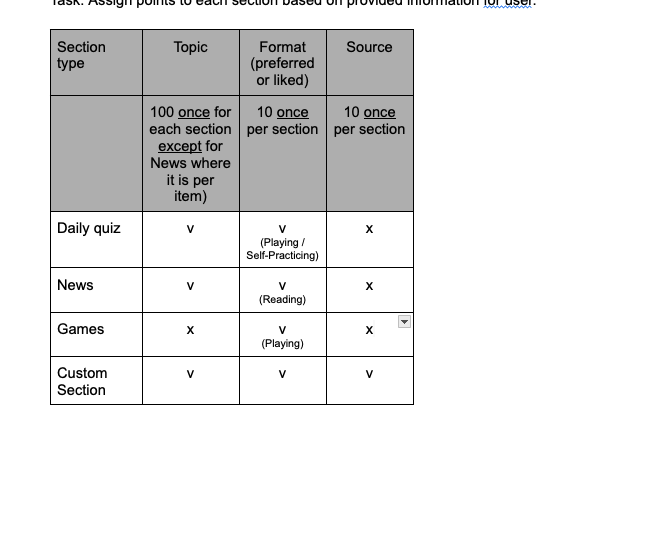 Task: Assign points to each section based on provided information for user.
Section type
Topic
Format (preferred or liked)
Source
100 once for each section except for News where it is per item)
10 once per section
10 once per section
Daily quiz
v
v
(Playing / Self-Practicing)
x
News
v
v
(Reading)
x
Games
x
v
(Playing)
x
Custom Section
v
v
v